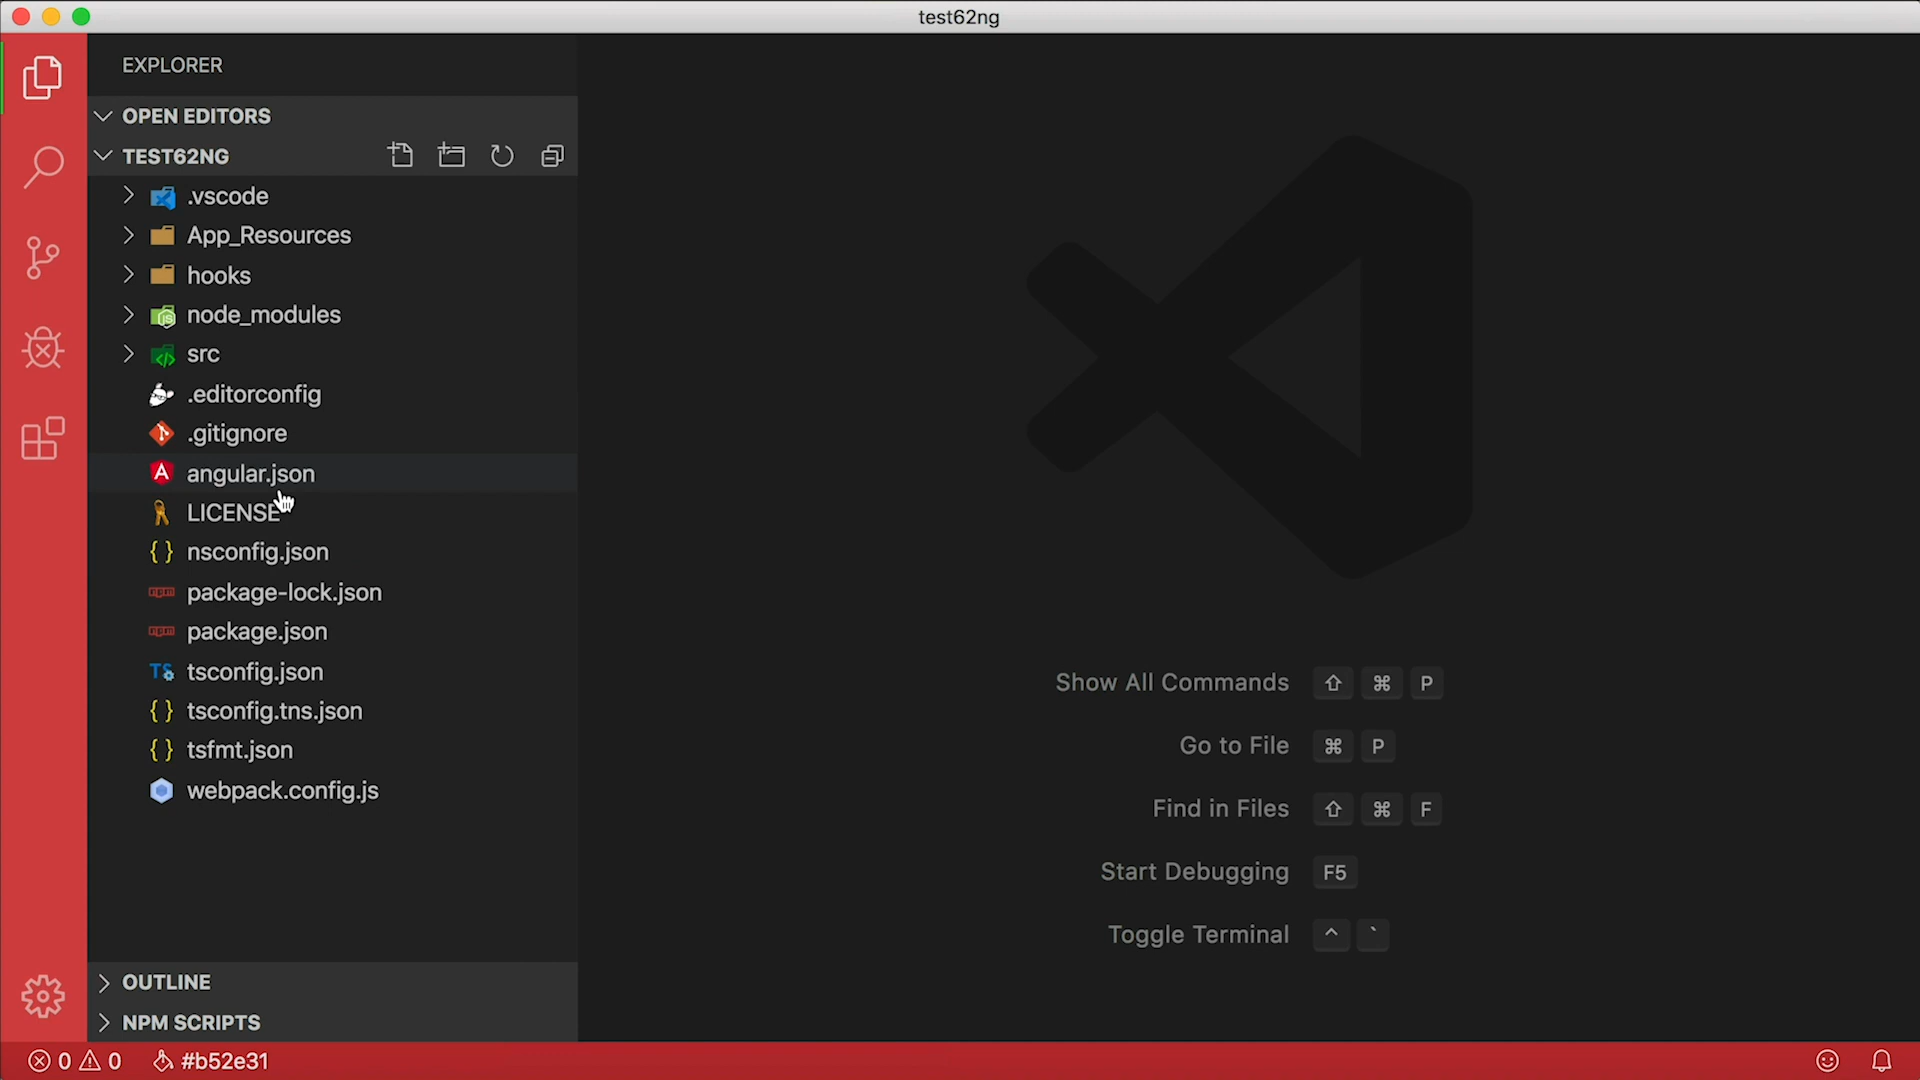 test62ng
EXPLORER
OPEN EDITORS
TEST62NG
.vscode
App_Resources
hooks
node_modules
src
.editorconfig
.gitignore
angular.json
LICENSE
nsconfig.json
package-lock.json
package.json
tsconfig.json
tsconfig.tns.json
tsfmt.json
webpack.config.js
OUTLINE
NPM SCRIPTS
Show All Commands ⇧ ⌘ P
Go to File ⌘ P
Find in Files ⇧ ⌘ F
Start Debugging F5
Toggle Terminal ^ `
0 0 #b52e31